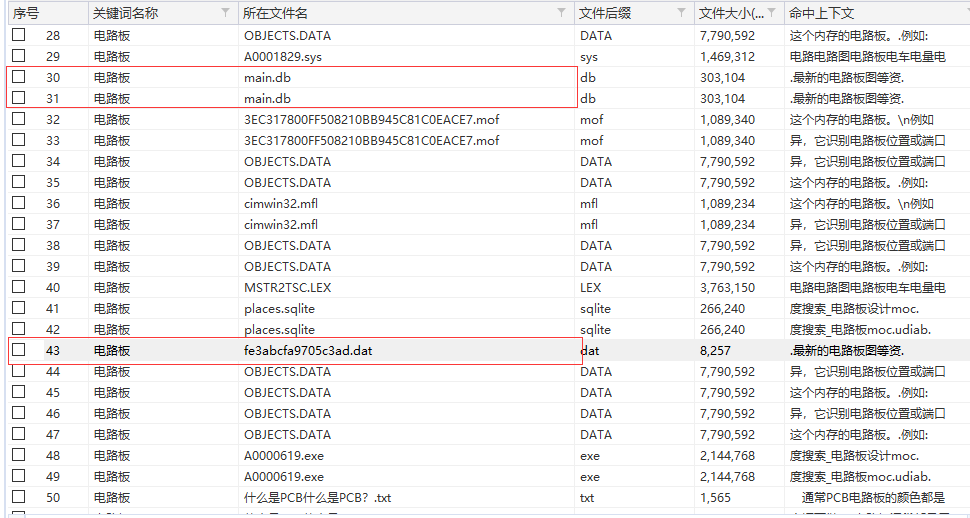 序号 关键词名称 所在文件名 文件后缀 文件大小(... 命中上下文
28 电路板 OBJECTS.DATA DATA 7,790,592 这个内存的电路板。.例如:
29 电路板 A0001829.sys sys 1,469,312 电路电路图电路板电车电量电
30 电路板 main.db db 303,104 .最新的电路板图等资.
31 电路板 main.db db 303,104 .最新的电路板图等资.
32 电路板 3EC317800FF508210BB945C81C0EACE7.mof mof 1,089,340 这个内存的电路板。\n例如
33 电路板 3EC317800FF508210BB945C81C0EACE7.mof mof 1,089,340 异，它识别电路板位置或端口
34 电路板 OBJECTS.DATA DATA 7,790,592 异，它识别电路板位置或端口
35 电路板 OBJECTS.DATA DATA 7,790,592 这个内存的电路板。.例如:
36 电路板 cimwin32.mfl mfl 1,089,234 这个内存的电路板。\n例如
37 电路板 cimwin32.mfl mfl 1,089,234 异，它识别电路板位置或端口
38 电路板 OBJECTS.DATA DATA 7,790,592 异，它识别电路板位置或端口
39 电路板 OBJECTS.DATA DATA 7,790,592 这个内存的电路板。.例如:
40 电路板 MSTR2TSC.LEX LEX 3,763,150 电路电路图电路板电车电量电
41 电路板 places.sqlite sqlite 266,240 度搜索_电路板设计moc.
42 电路板 places.sqlite sqlite 266,240 度搜索_电路板moc.udiab.
43 电路板 fe3abcfa9705c3ad.dat dat 8,257 .最新的电路板图等资.
44 电路板 OBJECTS.DATA DATA 7,790,592 异，它识别电路板位置或端口
45 电路板 OBJECTS.DATA DATA 7,790,592 这个内存的电路板。.例如:
46 电路板 OBJECTS.DATA DATA 7,790,592 异，它识别电路板位置或端口
47 电路板 OBJECTS.DATA DATA 7,790,592 这个内存的电路板。.例如:
48 电路板 A0000619.exe exe 2,144,768 度搜索_电路板设计moc.
49 电路板 A0000619.exe exe 2,144,768 度搜索_电路板moc.udiab.
50 电路板 什么是PCB什么是PCB？.txt txt 1,565 通常PCB电路板的颜色都是